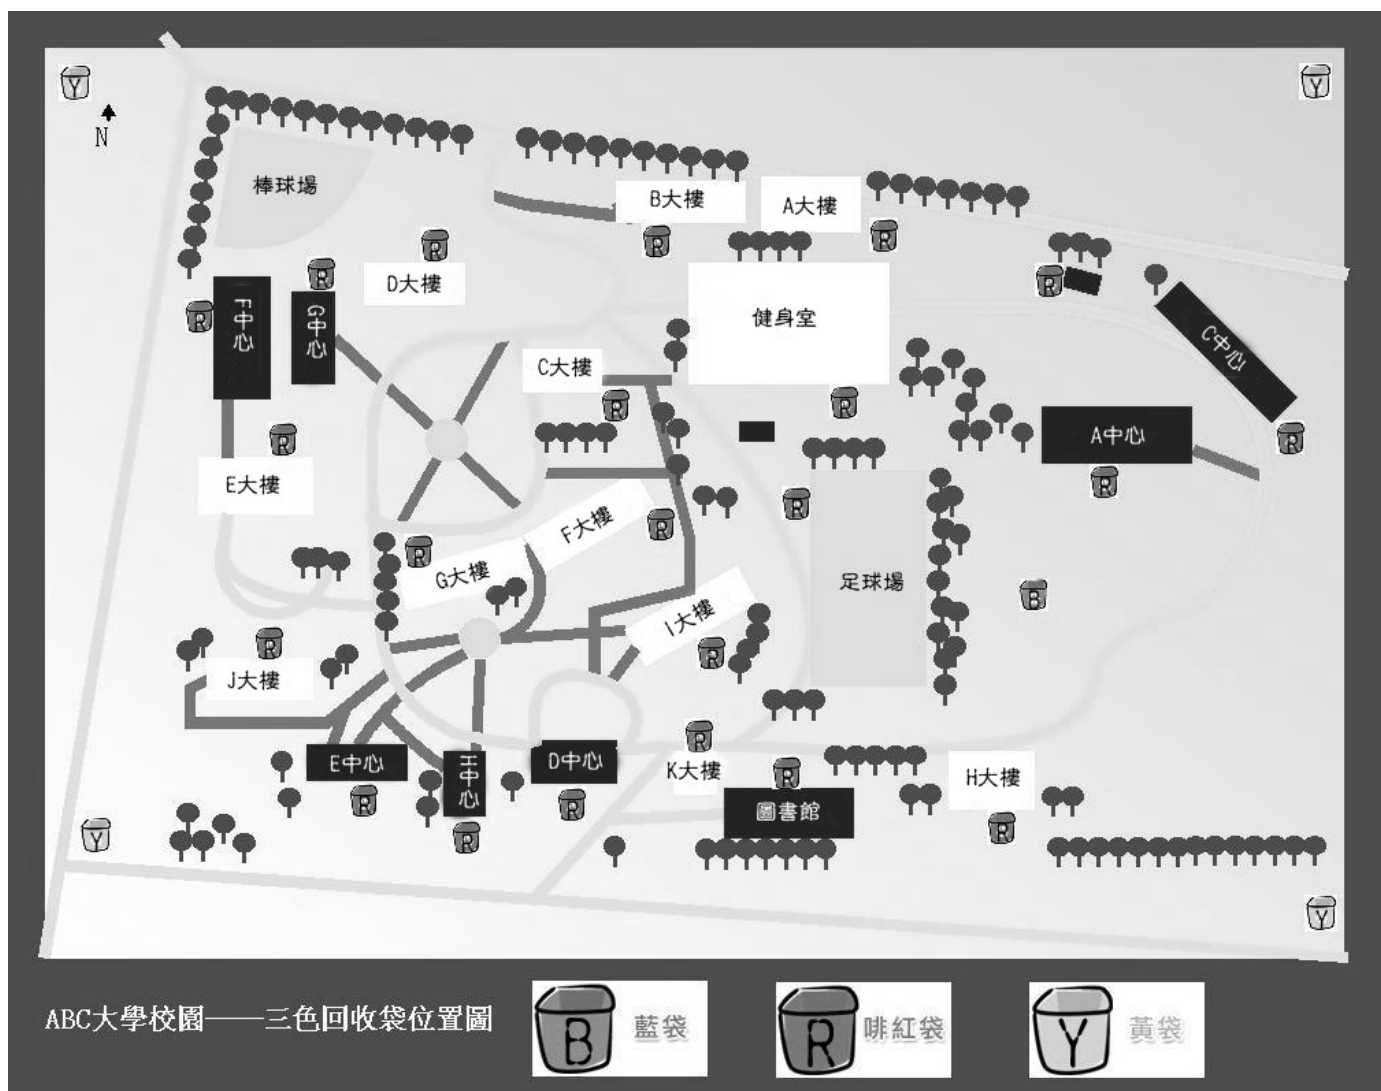 Y
Y
N
棒球場
B大樓
A大樓
R
R
R
D大樓
R
R
R
F中心
G中心
健身室
C中心
C大樓
R
R
A中心
R
R
E大樓
R
R
F大樓
R
R
G大樓
足球場
B
I大樓
R
R
J大樓
R
E中心
H中心
D中心
K大樓
R
H大樓
R
R
圖書館
R
R
Y
Y
ABC大學校園——三色回收袋位置圖
B 藍袋
R 啡紅袋
Y 黃袋